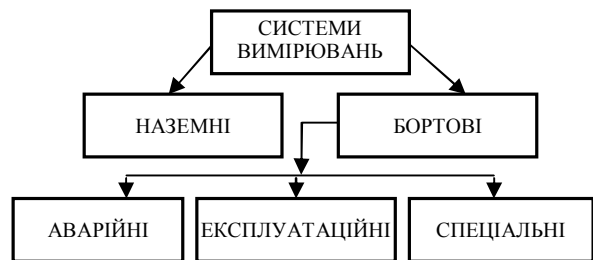 СИСТЕМИ
ВИМІРЮВАНЬ
НАЗЕМНІ
БОРТОВІ
АВАРІЙНІ
ЕКСПЛУАТАЦІЙНІ
СПЕЦІАЛЬНІ